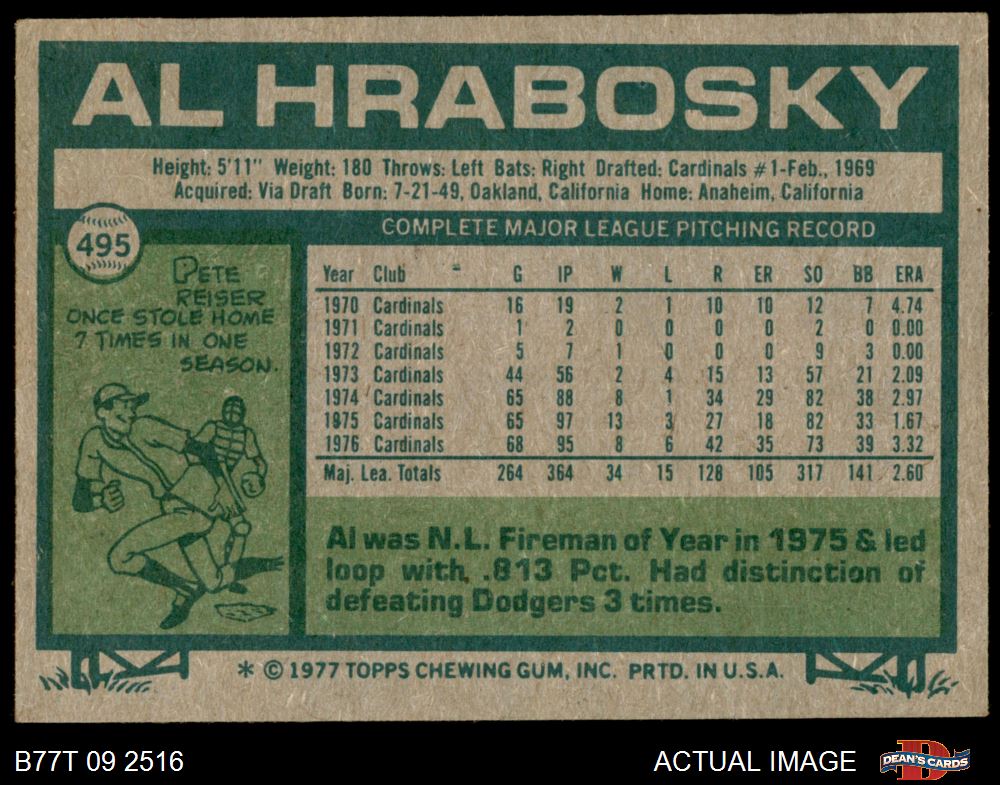 AL HRABOSKY
Height: 5'11" Weight: 180 Throws: Left Bats: Right Drafted: Cardinals #1-Feb., 1969
Acquired: Via Draft Born: 7-21-49, Oakland, California Home: Anaheim, California
495
COMPLETE MAJOR LEAGUE PITCHING RECORD
PETE
REISER
ONCE STOLE HOME
7 TIMES IN ONE
SEASON.
Year Club G IP W L R ER SO BB ERA
1970 Cardinals 16 19 2 1 10 10 12 7 4.74
1971 Cardinals 1 2 0 0 0 0 2 0 0.00
1972 Cardinals 5 7 1 0 0 0 9 3 0.00
1973 Cardinals 44 56 2 4 15 13 57 21 2.09
1974 Cardinals 65 88 8 1 34 29 82 38 2.97
1975 Cardinals 65 97 13 3 27 18 82 33 1.67
1976 Cardinals 68 95 8 6 42 35 73 39 3.32
Maj. Lea. Totals 264 364 34 15 128 105 317 141 2.60
Al was N.L. Fireman of Year in 1975 & led
loop with .813 Pct. Had distinction of
defeating Dodgers 3 times.
* © 1977 TOPPS CHEWING GUM, INC. PRTD. IN U.S.A.
B77T 09 2516 ACTUAL IMAGE DEAN'S CARDS